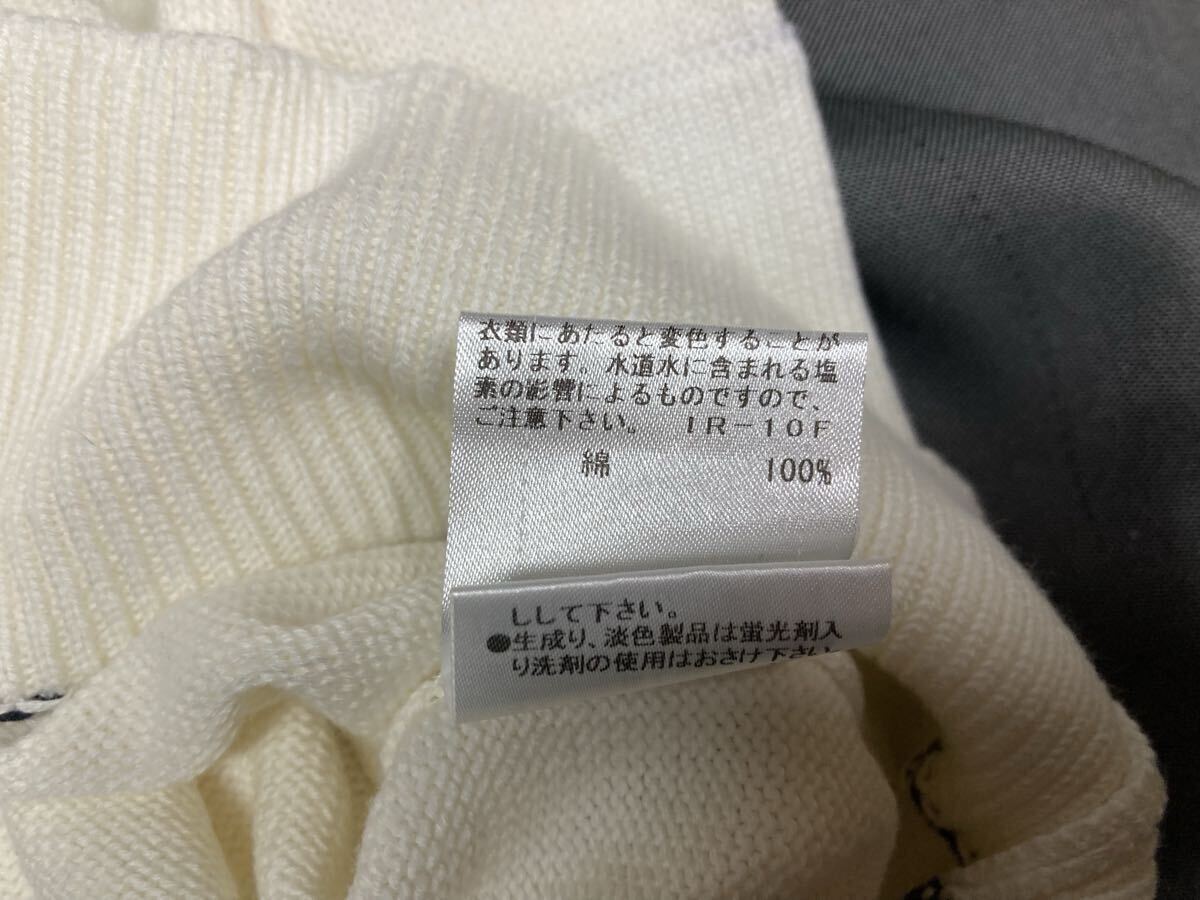 衣類にあたると変色することが
あります。水道水に含まれる塩
素の影響によるものですので、
ご注意下さい。 IR-10F
綿 100%
しして下さい。
●生成り、淡色製品は蛍光剤入
り洗剤の使用はおさけ下さい